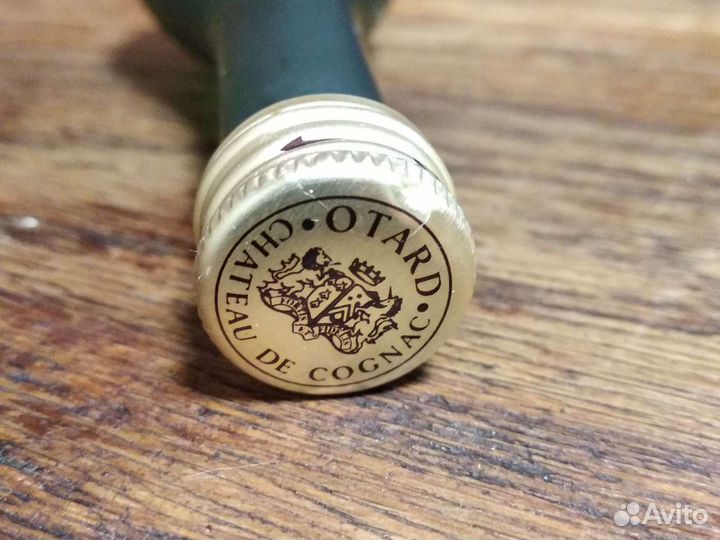 • OTARD •
CHATEAU DE COGNAC
Avito